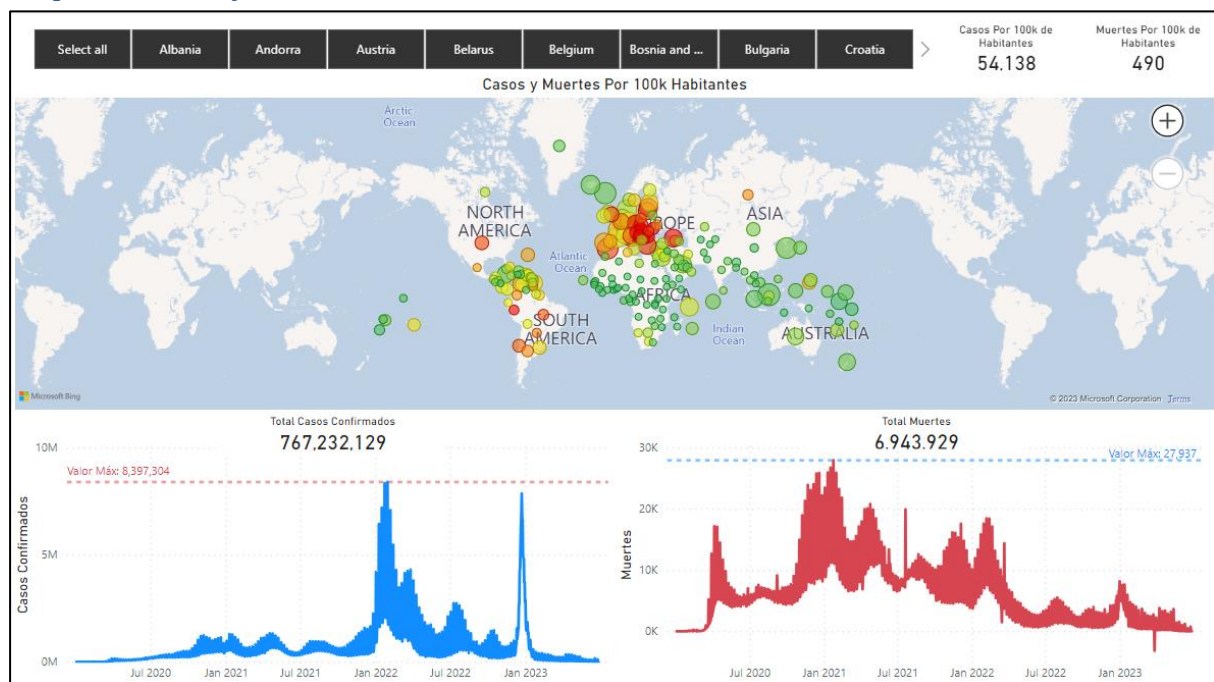 Select all
Albania
Andorra
Austria
Belarus
Belgium
Bosnia and ...
Bulgaria
Croatia
Casos Por 100k de
Habitantes
54,138
Muertes Por 100k de
Habitantes
490
Casos y Muertes Por 100k Habitantes
Arctic
Ocean
NORTH
AMERICA
EUROPE
ASIA
Atlantic
Ocean
AFRICA
SOUTH
AMERICA
Indian
Ocean
AUSTRALIA
Microsoft Bing
© 2023 Microsoft Corporation Terms
Total Casos Confirmados
767,232,129
Valor Máx: 8,397,304
Casos Confirmados
10M
5M
0M
Jul 2020
Jan 2021
Jul 2021
Jan 2022
Jul 2022
Jan 2023
Total Muertes
6.943.929
Valor Máx: 27,937
Muertes
30K
20K
10K
0K
Jul 2020
Jan 2021
Jul 2021
Jan 2022
Jul 2022
Jan 2023